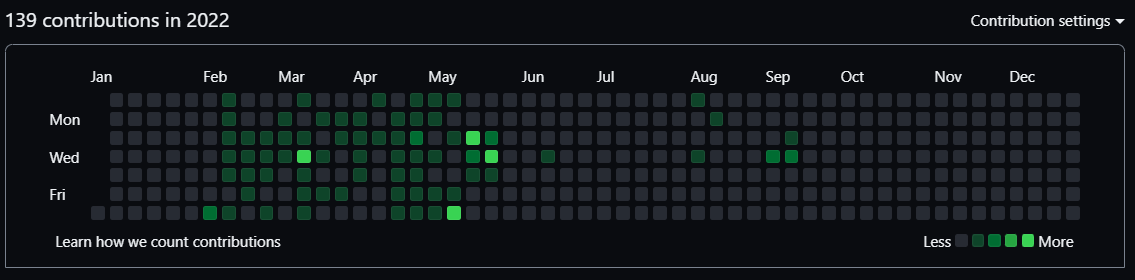 139 contributions in 2022
Contribution settings
Jan Feb Mar Apr May Jun Jul Aug Sep Oct Nov Dec
Mon
Wed
Fri
Learn how we count contributions
Less More